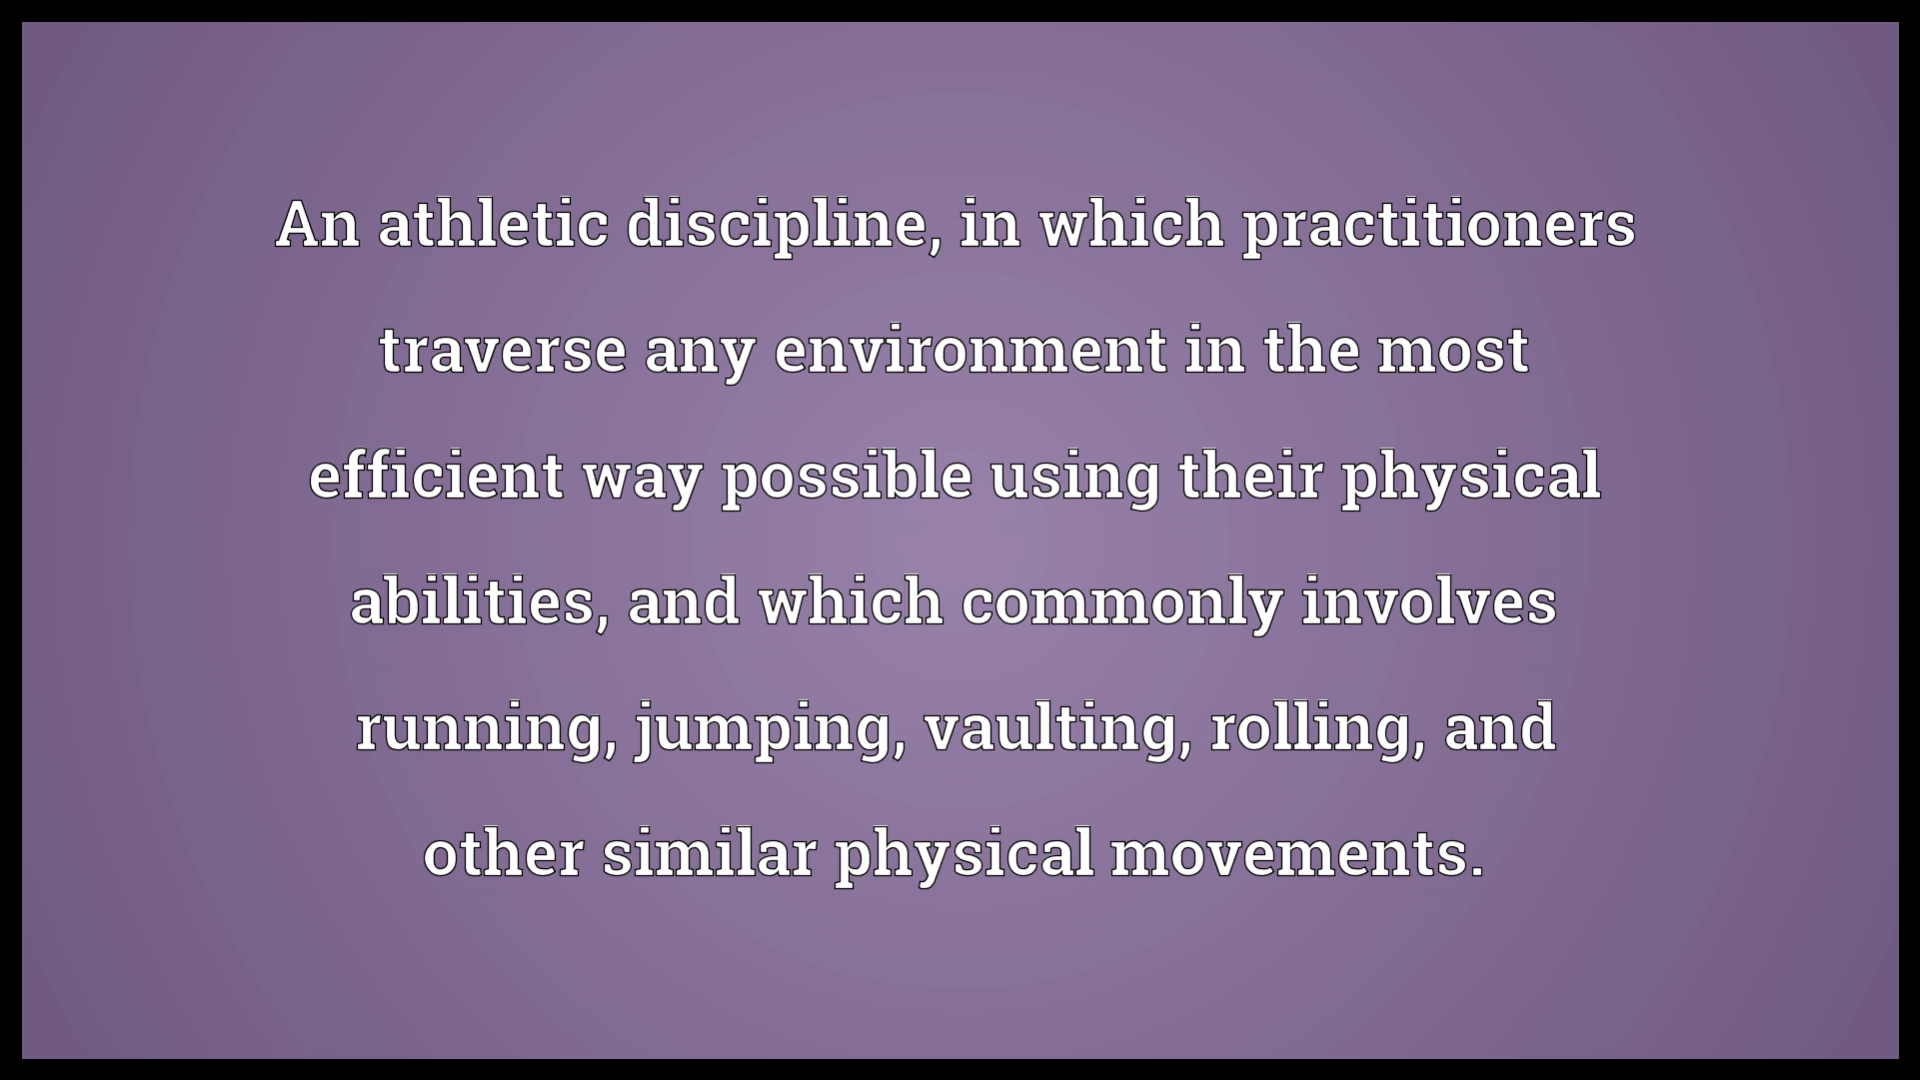 An athletic discipline, in which practitioners
traverse any environment in the most
efficient way possible using their physical
abilities, and which commonly involves
running, jumping, vaulting, rolling, and
other similar physical movements.